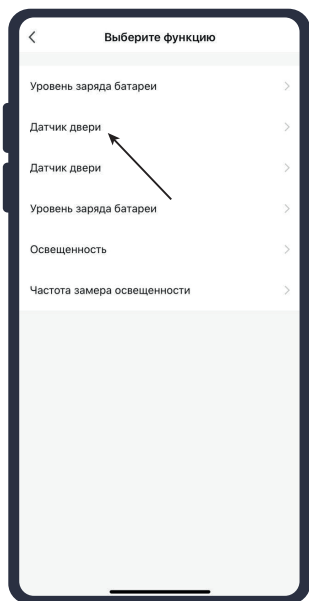 Выберите функцию
Уровень заряда батареи
Датчик двери
Датчик двери
Уровень заряда батареи
Освещенность
Частота замера освещенности